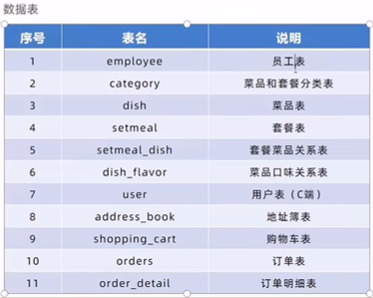 数据表
序号 表名 说明
1 employee 员工表
2 category 菜品和套餐分类表
3 dish 菜品表
4 setmeal 套餐表
5 setmeal_dish 套餐菜品关系表
6 dish_flavor 菜品口味关系表
7 user 用户表（C端）
8 address_book 地址簿表
9 shopping_cart 购物车表
10 orders 订单表
11 order_detail 订单明细表